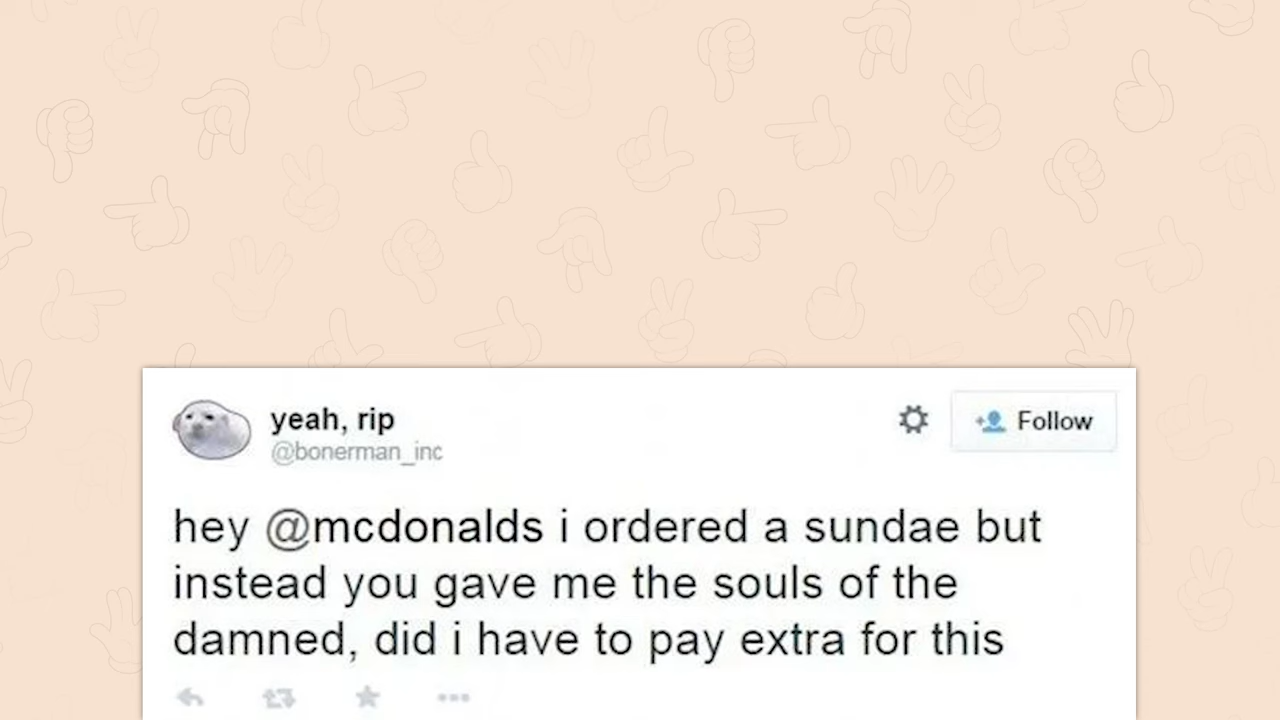 yeah, rip
Follow
@bonerman_inc
hey @mcdonalds i ordered a sundae but
instead you gave me the souls of the
damned, did i have to pay extra for this